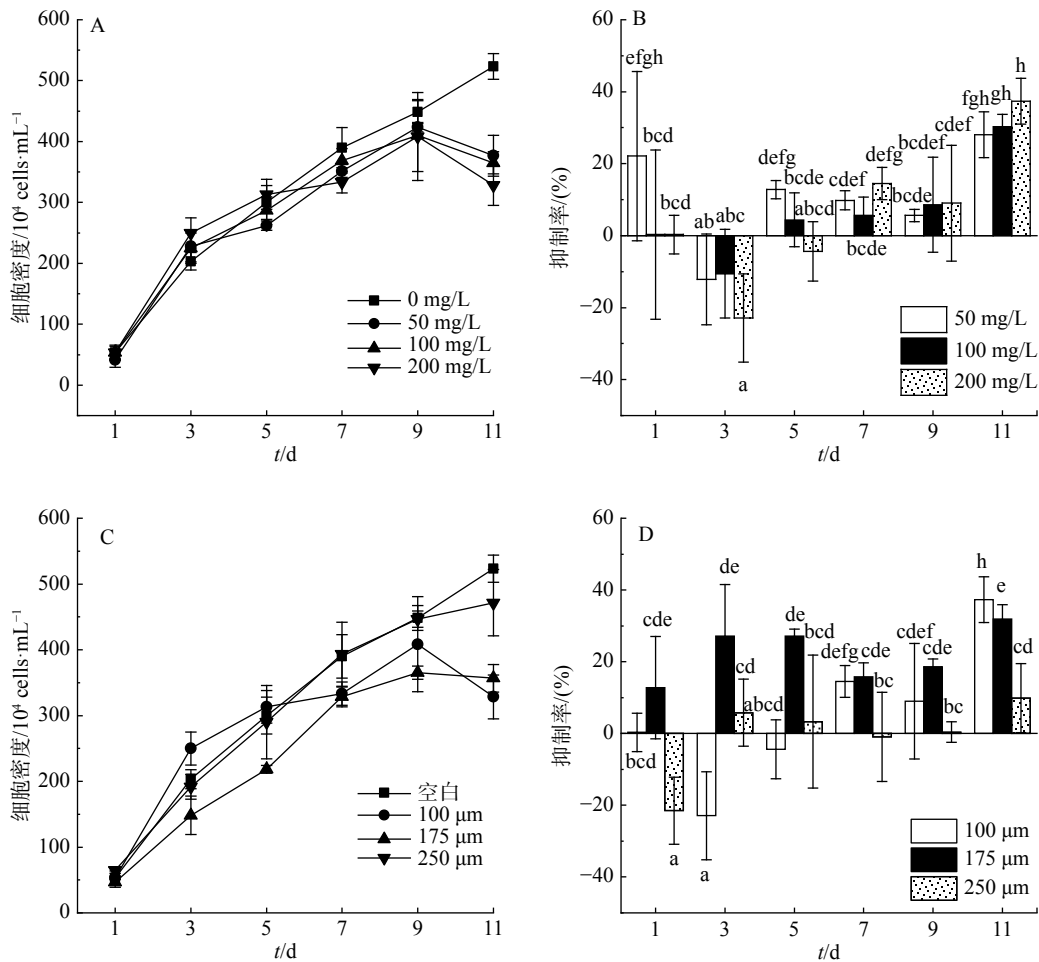 A
细胞密度/10⁴ cells·mL⁻¹
600
500
400
300
200
100
0
0 mg/L
50 mg/L
100 mg/L
200 mg/L
1 3 5 7 9 11
t/d
B
抑制率/(%)
60
40
20
0
−20
−40
efgh
bcd
bcd
ab
abc
a
defg
bcde
abcd
cdef
bcde
defg
bcde
bcdef
cdef
fgh
gh
h
50 mg/L
100 mg/L
200 mg/L
1 3 5 7 9 11
t/d
C
细胞密度/10⁴ cells·mL⁻¹
600
500
400
300
200
100
0
空白
100 μm
175 μm
250 μm
1 3 5 7 9 11
t/d
D
抑制率/(%)
60
40
20
0
−20
−40
bcd
cde
a
a
de
cd
abcd
de
bcd
defg
cde
bc
cdef
cde
bc
h
e
cd
100 μm
175 μm
250 μm
1 3 5 7 9 11
t/d